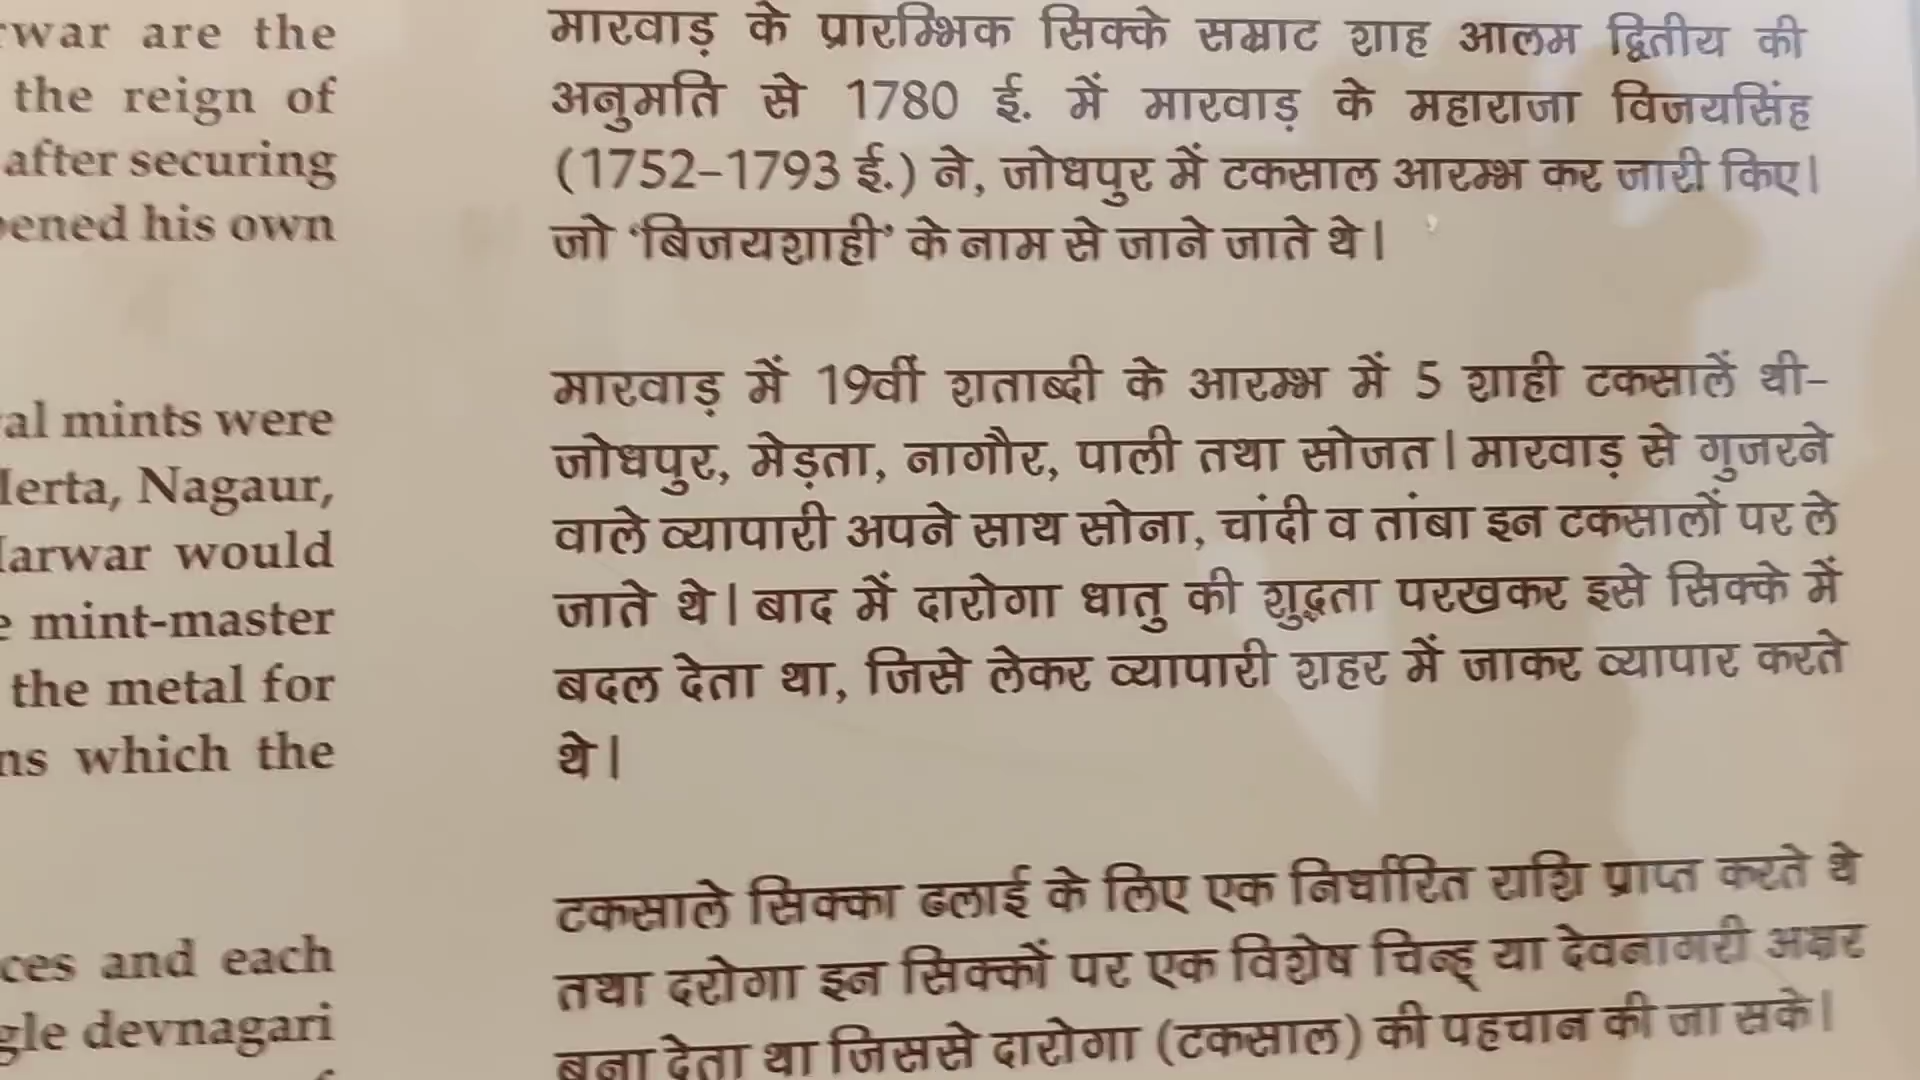 war are the
the reign of
after securing
ened his own
al mints were
erta, Nagaur,
arwar would
mint-master
the metal for
ns which the
ces and each
gle devnagari
मारवाड़ के प्रारम्भिक सिक्के सम्राट शाह आलम द्वितीय की
अनुमति से 1780 ई. में मारवाड़ के महाराजा विजयसिंह
(1752-1793 ई.) ने, जोधपुर में टकसाल आरम्भ कर जारी किए।
जो ‘बिजयशाही’ के नाम से जाने जाते थे।
मारवाड़ में 19वीं शताब्दी के आरम्भ में 5 शाही टकसालें थी-
जोधपुर, मेड़ता, नागौर, पाली तथा सोजत। मारवाड़ से गुजरने
वाले व्यापारी अपने साथ सोना, चांदी व तांबा इन टकसालों पर ले
जाते थे। बाद में दारोगा धातु की शुद्धता परखकर इसे सिक्के में
बदल देता था, जिसे लेकर व्यापारी शहर में जाकर व्यापार करते
थे।
टकसाले सिक्का ढलाई के लिए एक निर्धारित राशि प्राप्त करते थे
तथा दरोगा इन सिक्कों पर एक विशेष चिन्ह् या देवनागरी अक्षर
बना देता था जिससे दारोगा (टकसाल) की पहचान की जा सके।